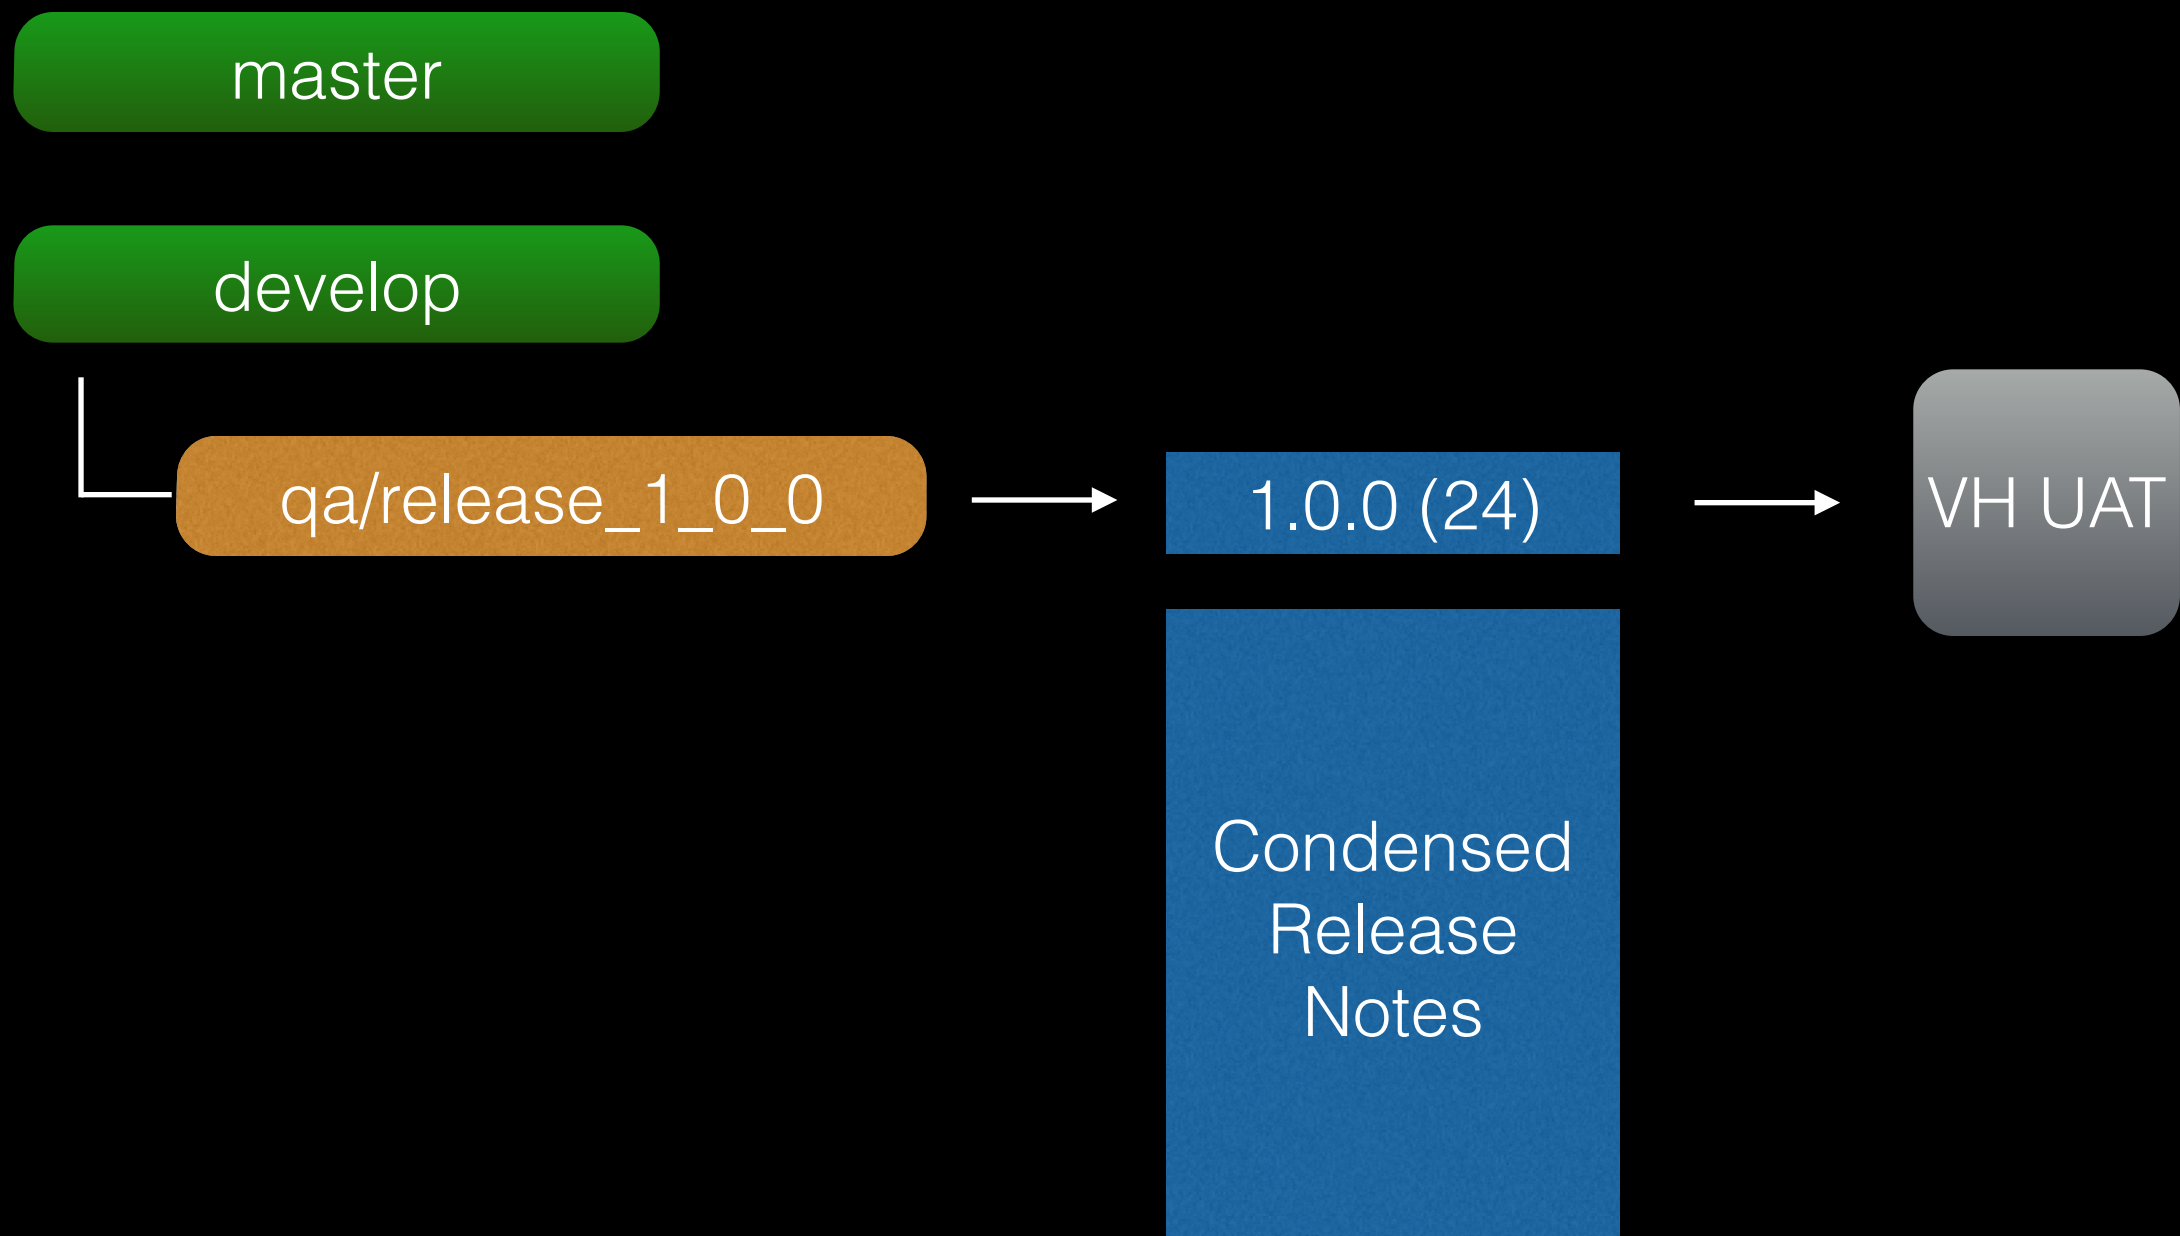 master
develop
qa/release_1_0_0
1.0.0 (24)
VH UAT
Condensed
Release
Notes